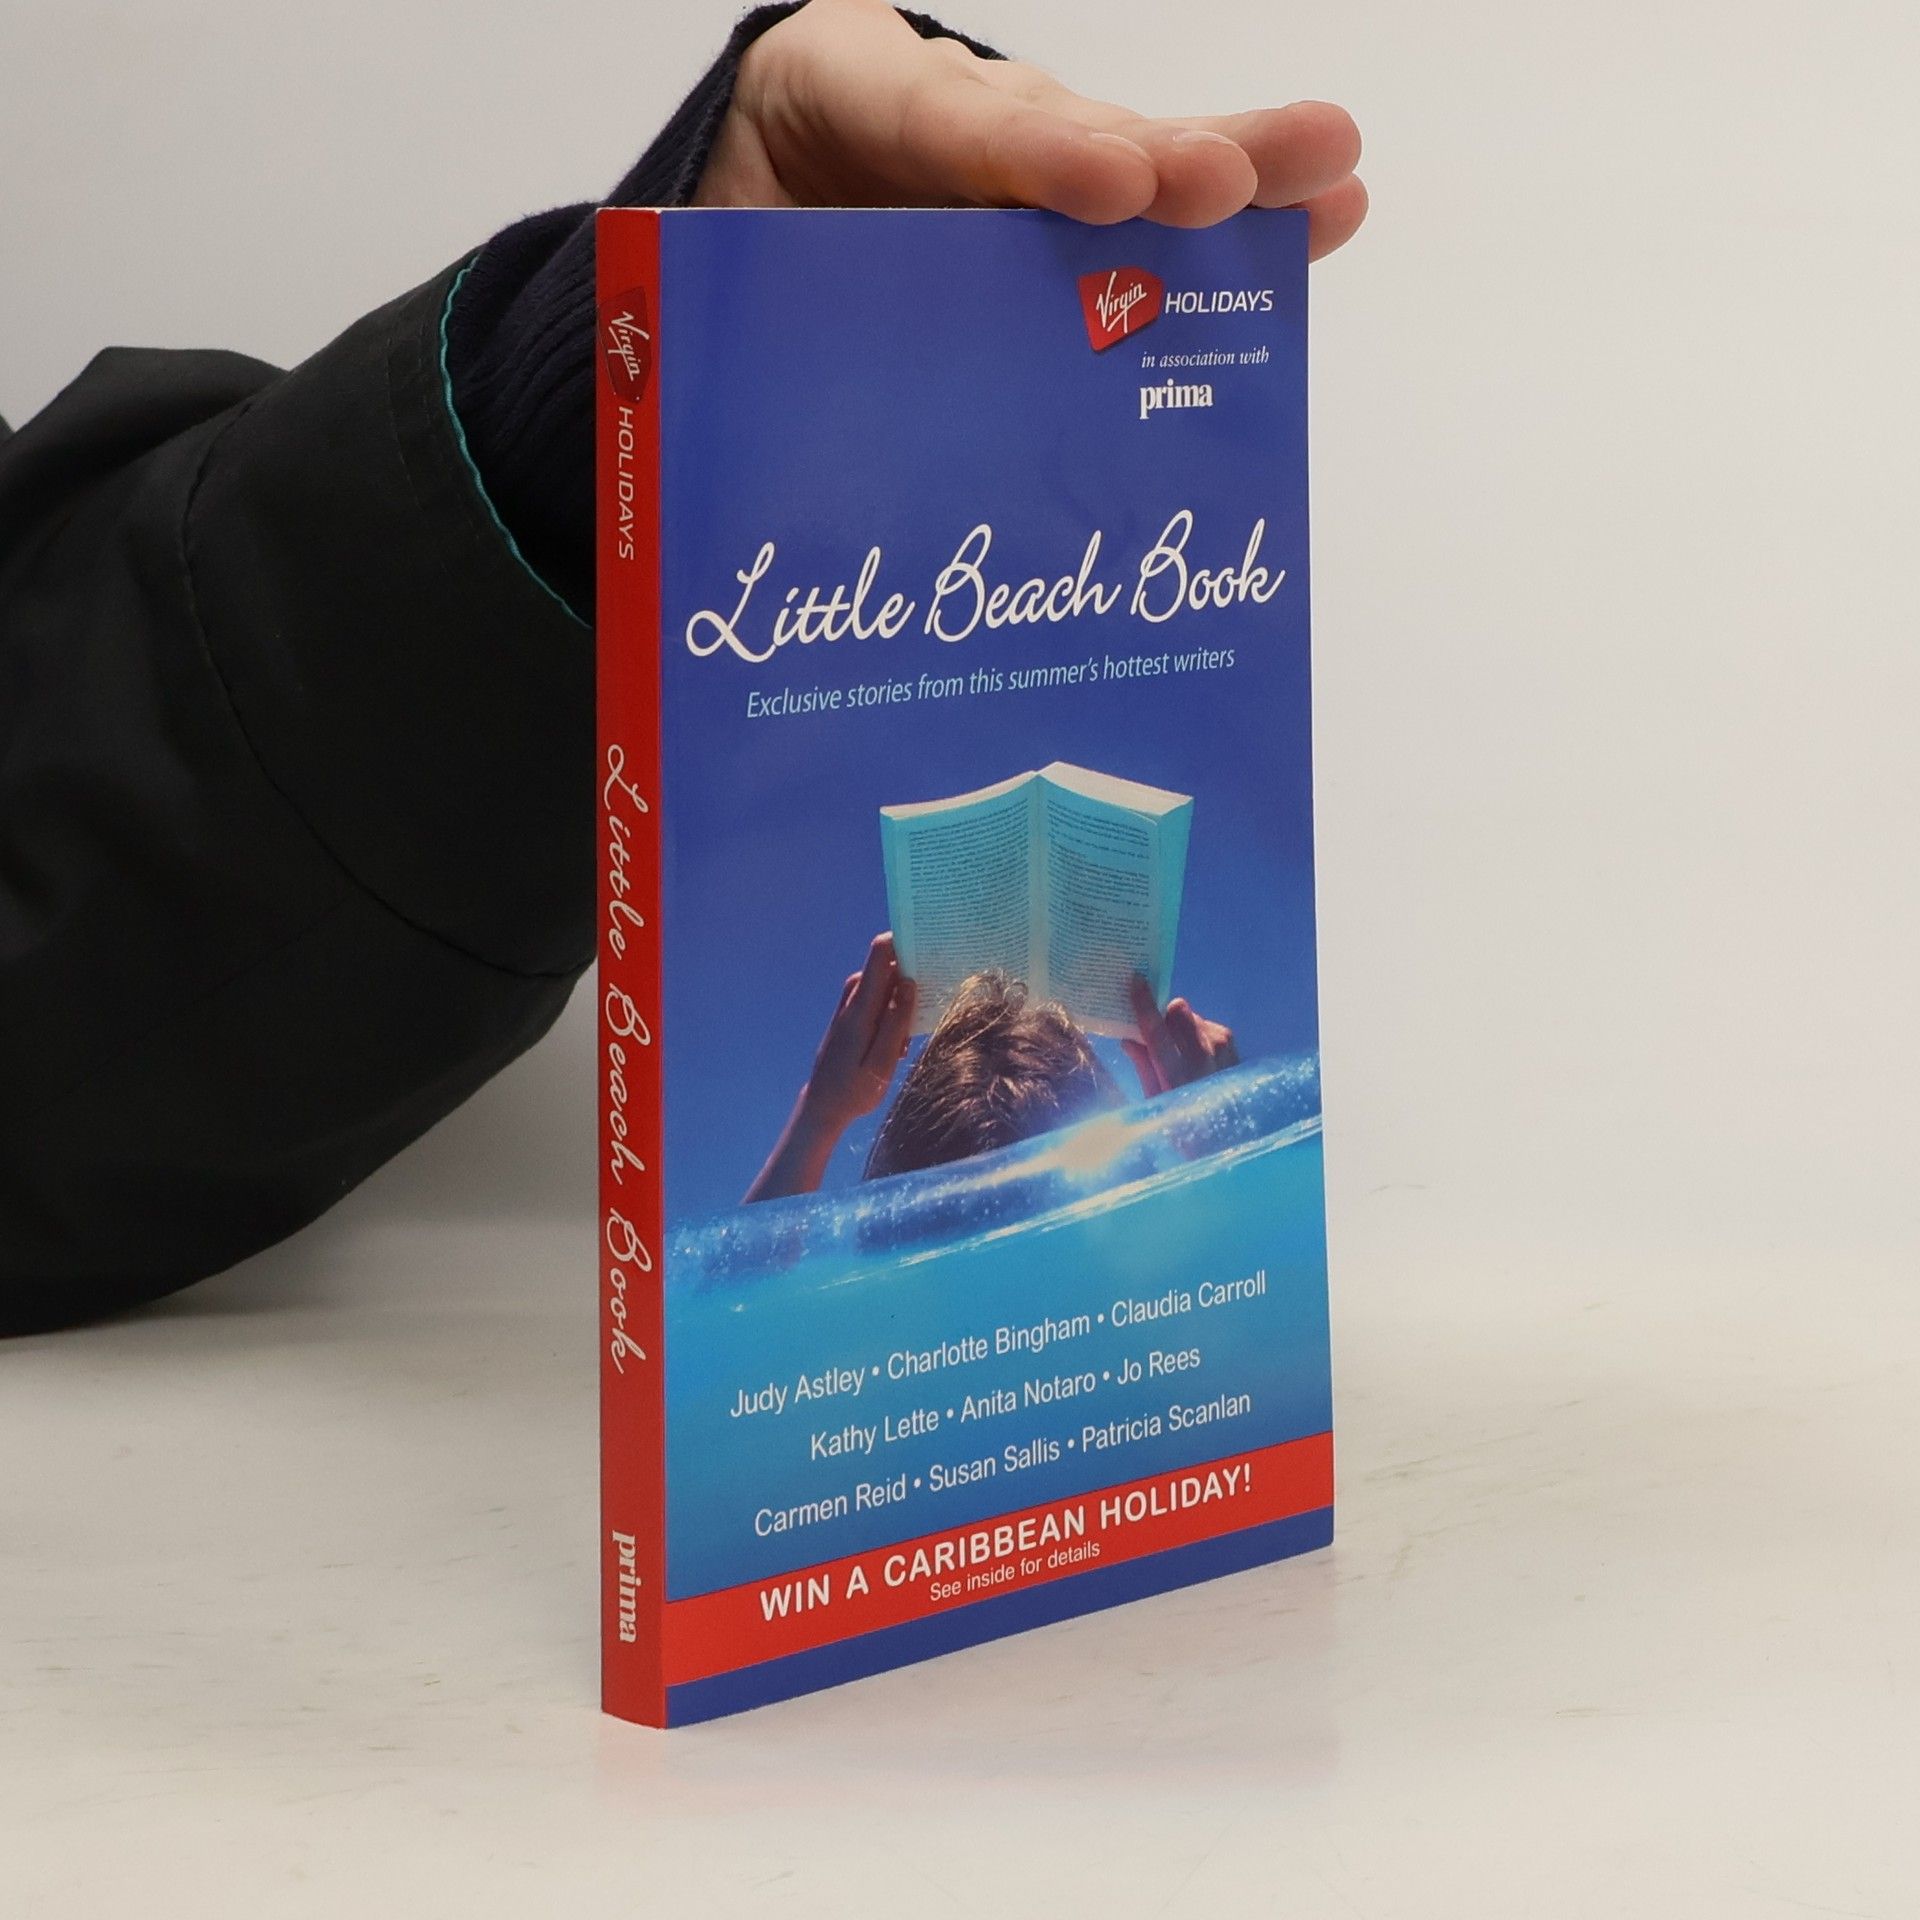 Virgin HOLIDAYS
in association with
prima
Little Beach Book
Exclusive stories from this summer's hottest writers
Judy Astley • Charlotte Bingham • Claudia Carroll
Kathy Lette • Anita Notaro • Jo Rees
Carmen Reid • Susan Sallis • Patricia Scanlan
WIN A CARIBBEAN HOLIDAY!
See inside for details
Virgin HOLIDAYS Little Beach Book prima